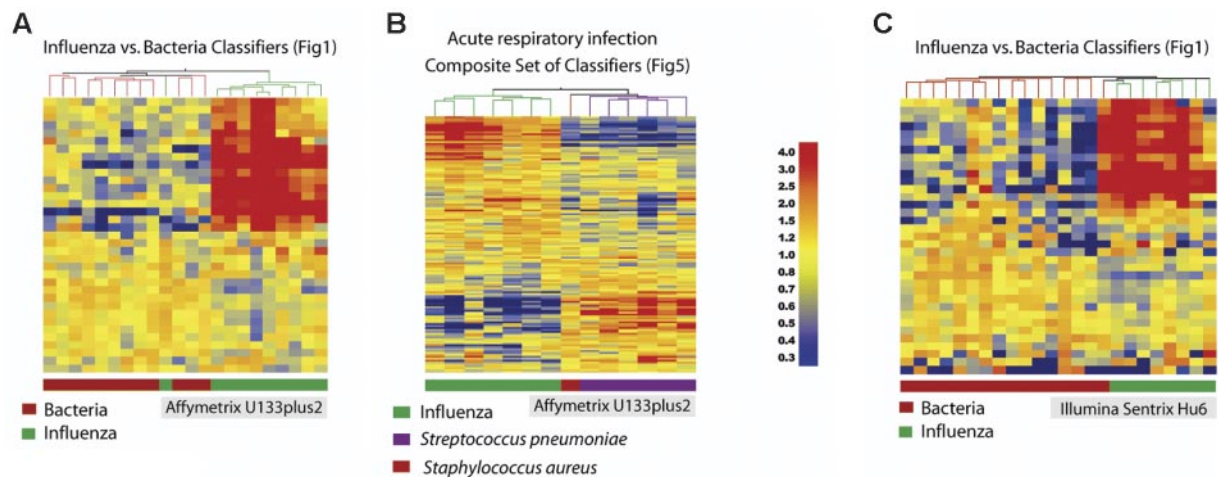 A
Influenza vs. Bacteria Classifiers (Fig1)
Bacteria
Influenza
Affymetrix U133plus2
B
Acute respiratory infection
Composite Set of Classifiers (Fig5)
Influenza
Affymetrix U133plus2
Streptococcus pneumoniae
Staphylococcus aureus
4.0
3.0
2.5
2.0
1.5
1.2
1.0
0.8
0.7
0.6
0.5
0.4
0.3
C
Influenza vs. Bacteria Classifiers (Fig1)
Bacteria
Influenza
Illumina Sentrix Hu6